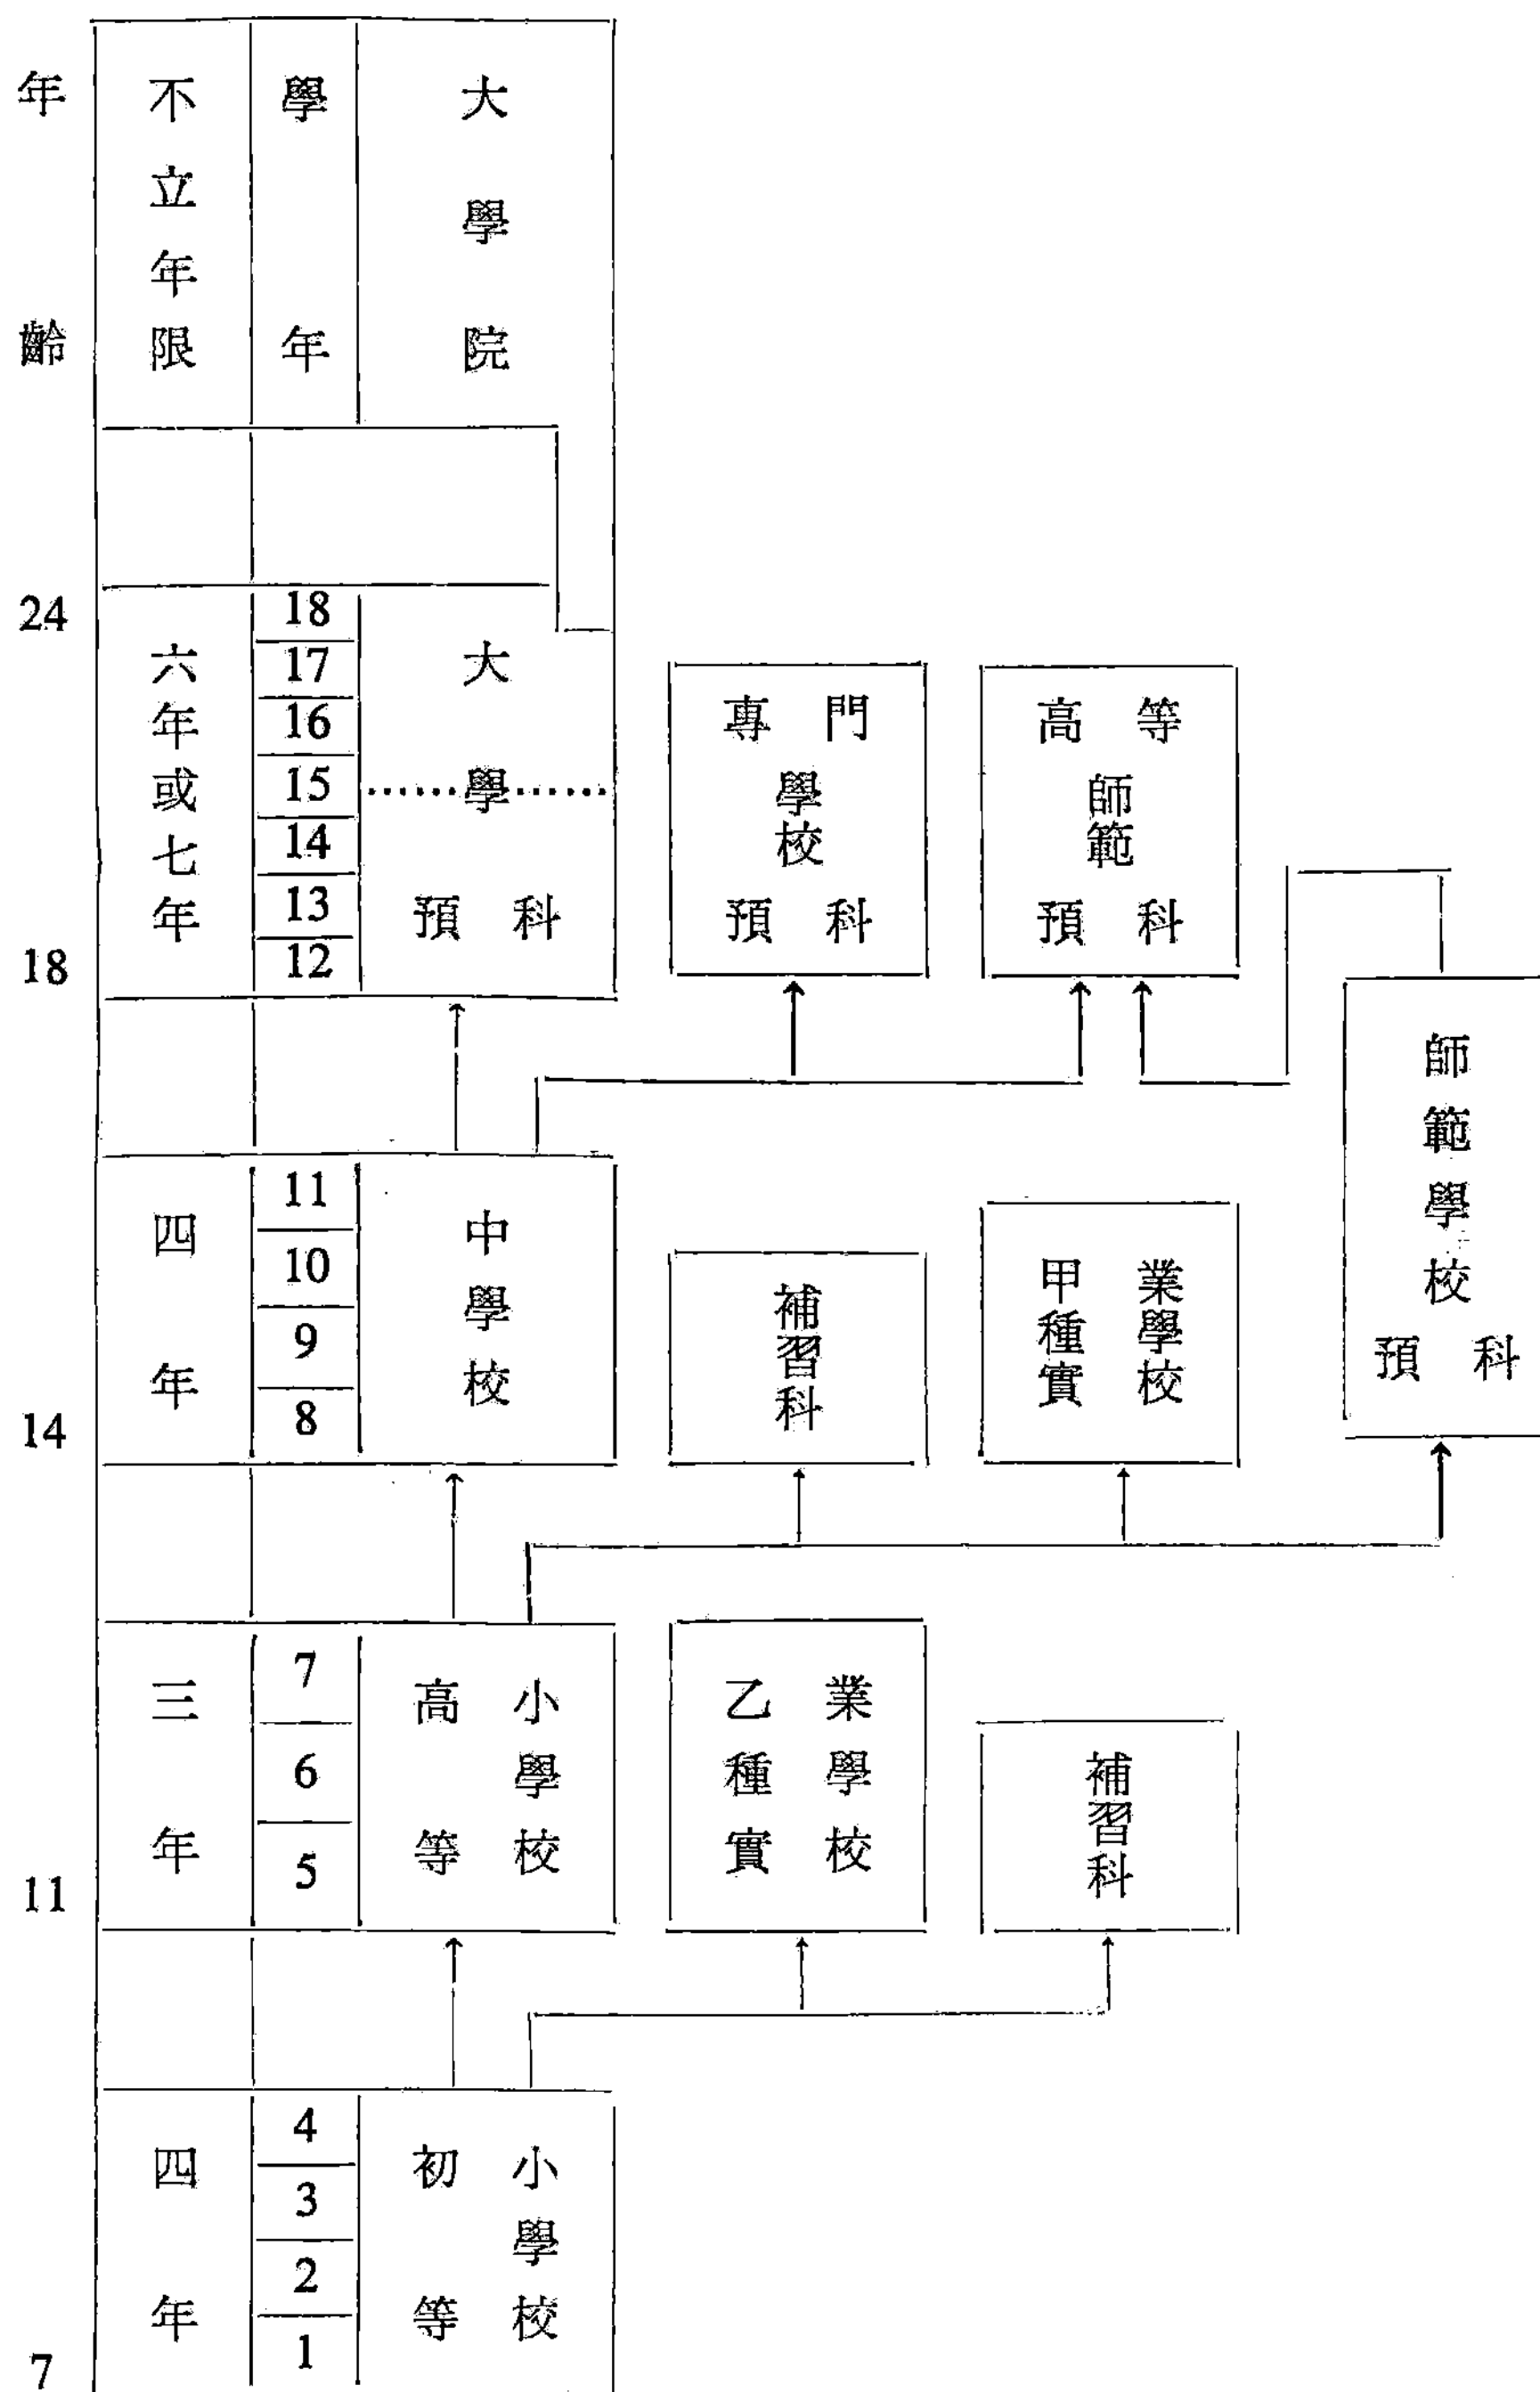 年齡
不立年限
學年
大學院
24
18
六年或七年
18
17
16
15
14
13
12
大學
預科
專門
學校
預科
高等
師範
預科
師範學校
預科
14
四年
11
10
9
8
中學校
補習科
甲種實業學校
11
三年
7
6
5
高等小學校
乙種實業學校
補習科
7
四年
4
3
2
1
初等小學校